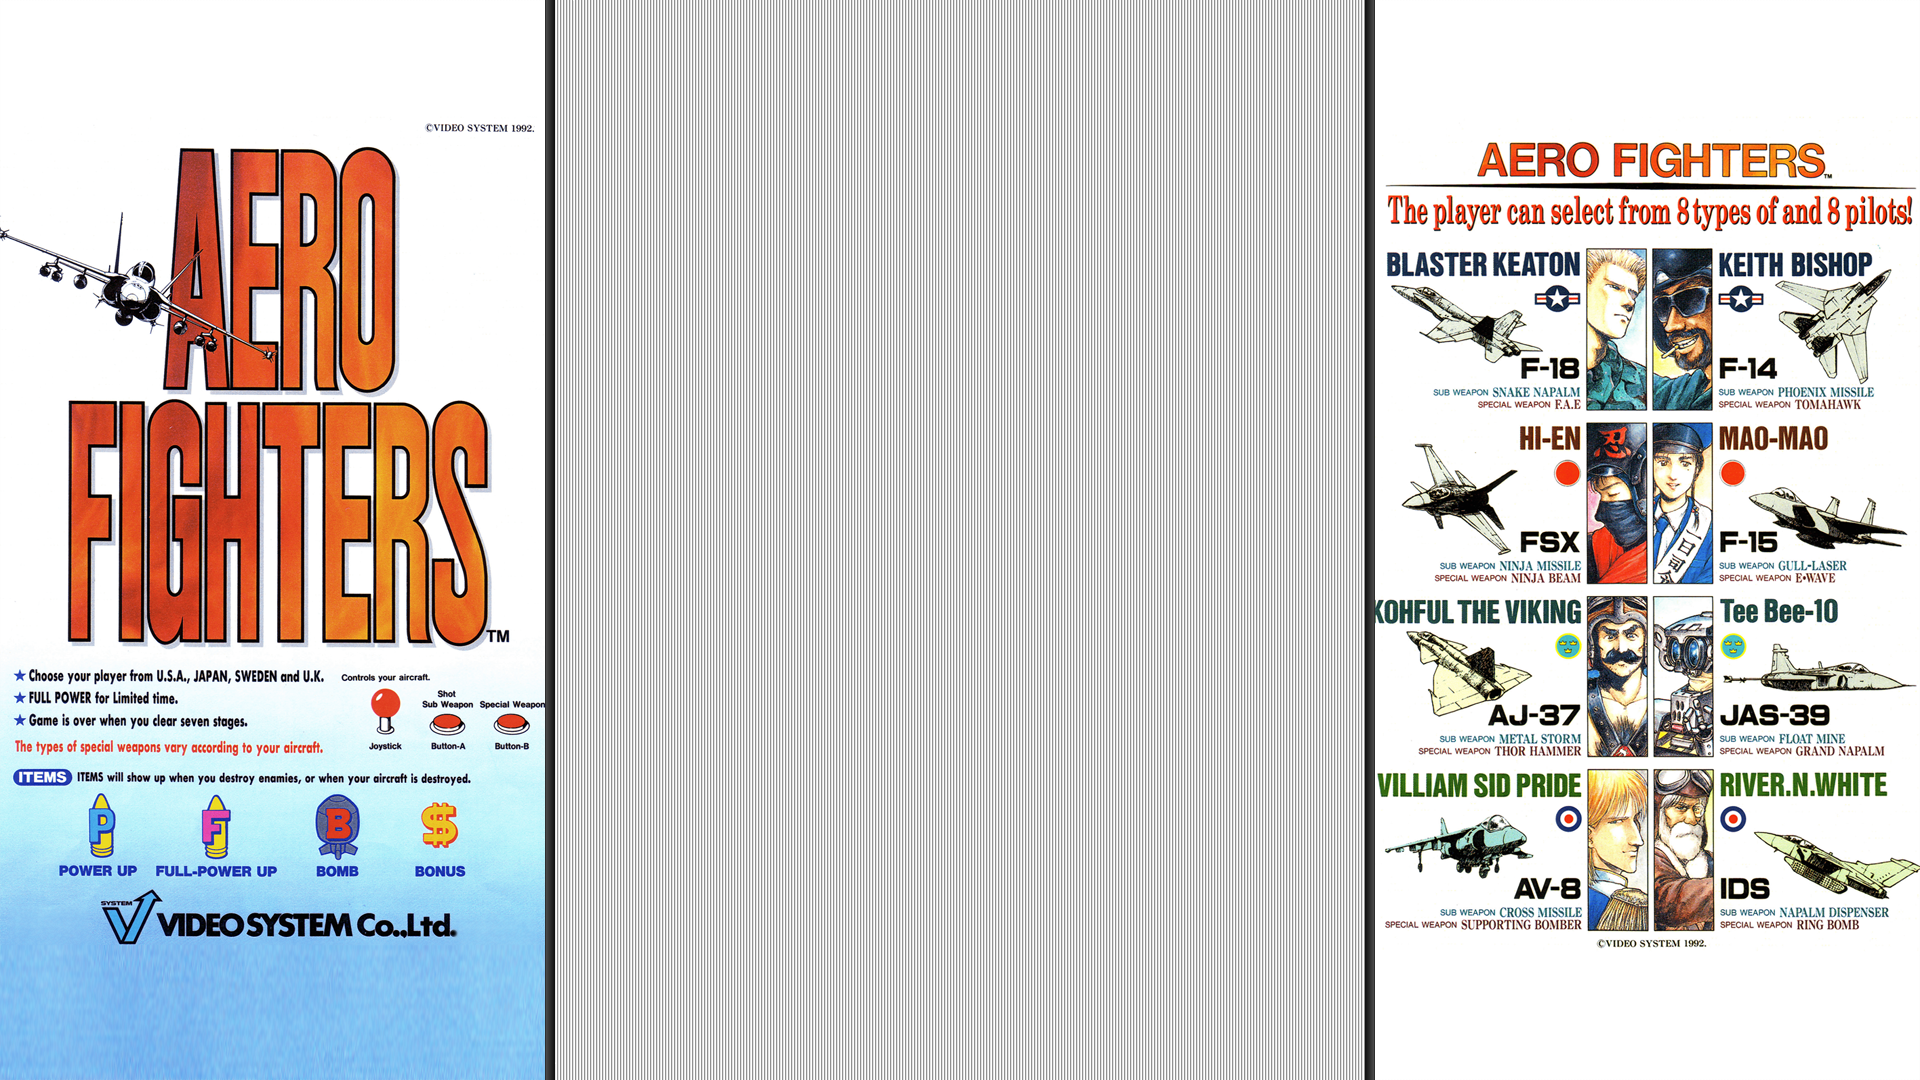 ©VIDEO SYSTEM 1992.
AERO
FIGHTERS™
★ Choose your player from U.S.A., JAPAN, SWEDEN and U.K.
★ FULL POWER for Limited time.
★ Game is over when you clear seven stages.
The types of special weapons vary according to your aircraft.
Controls your aircraft.
Joystick
Shot
Sub Weapon
Button-A
Special Weapon
Button-B
ITEMS ITEMS will show up when you destroy enemies, or when your aircraft is destroyed.
P
POWER UP
F
FULL-POWER UP
B
BOMB
$
BONUS
SYSTEM
V VIDEO SYSTEM Co.,Ltd.
AERO FIGHTERS™
The player can select from 8 types of and 8 pilots!
BLASTER KEATON
F-18
SUB WEAPON SNAKE NAPALM
SPECIAL WEAPON F.A.E
KEITH BISHOP
F-14
SUB WEAPON PHOENIX MISSILE
SPECIAL WEAPON TOMAHAWK
HI-EN
忍
FSX
SUB WEAPON NINJA MISSILE
SPECIAL WEAPON NINJA BEAM
MAO-MAO
一日司令
F-15
SUB WEAPON GULL-LASER
SPECIAL WEAPON E•WAVE
KOHFUL THE VIKING
AJ-37
SUB WEAPON METAL STORM
SPECIAL WEAPON THOR HAMMER
Tee Bee-10
JAS-39
SUB WEAPON FLOAT MINE
SPECIAL WEAPON GRAND NAPALM
VILLIAM SID PRIDE
AV-8
SUB WEAPON CROSS MISSILE
SPECIAL WEAPON SUPPORTING BOMBER
RIVER.N.WHITE
IDS
SUB WEAPON NAPALM DISPENSER
SPECIAL WEAPON RING BOMB
©VIDEO SYSTEM 1992.